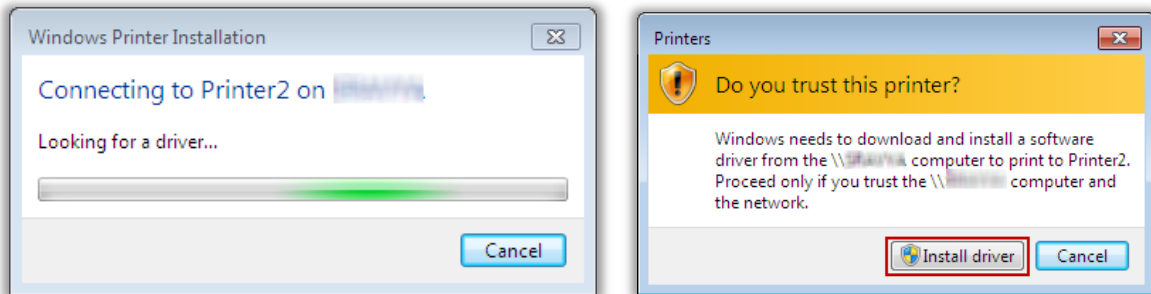 Windows Printer Installation
Connecting to Printer2 on
Looking for a driver...
Cancel
Printers
Do you trust this printer?
Windows needs to download and install a software
driver from the \\ computer to print to Printer2.
Proceed only if you trust the \\ computer and
the network.
Install driver
Cancel